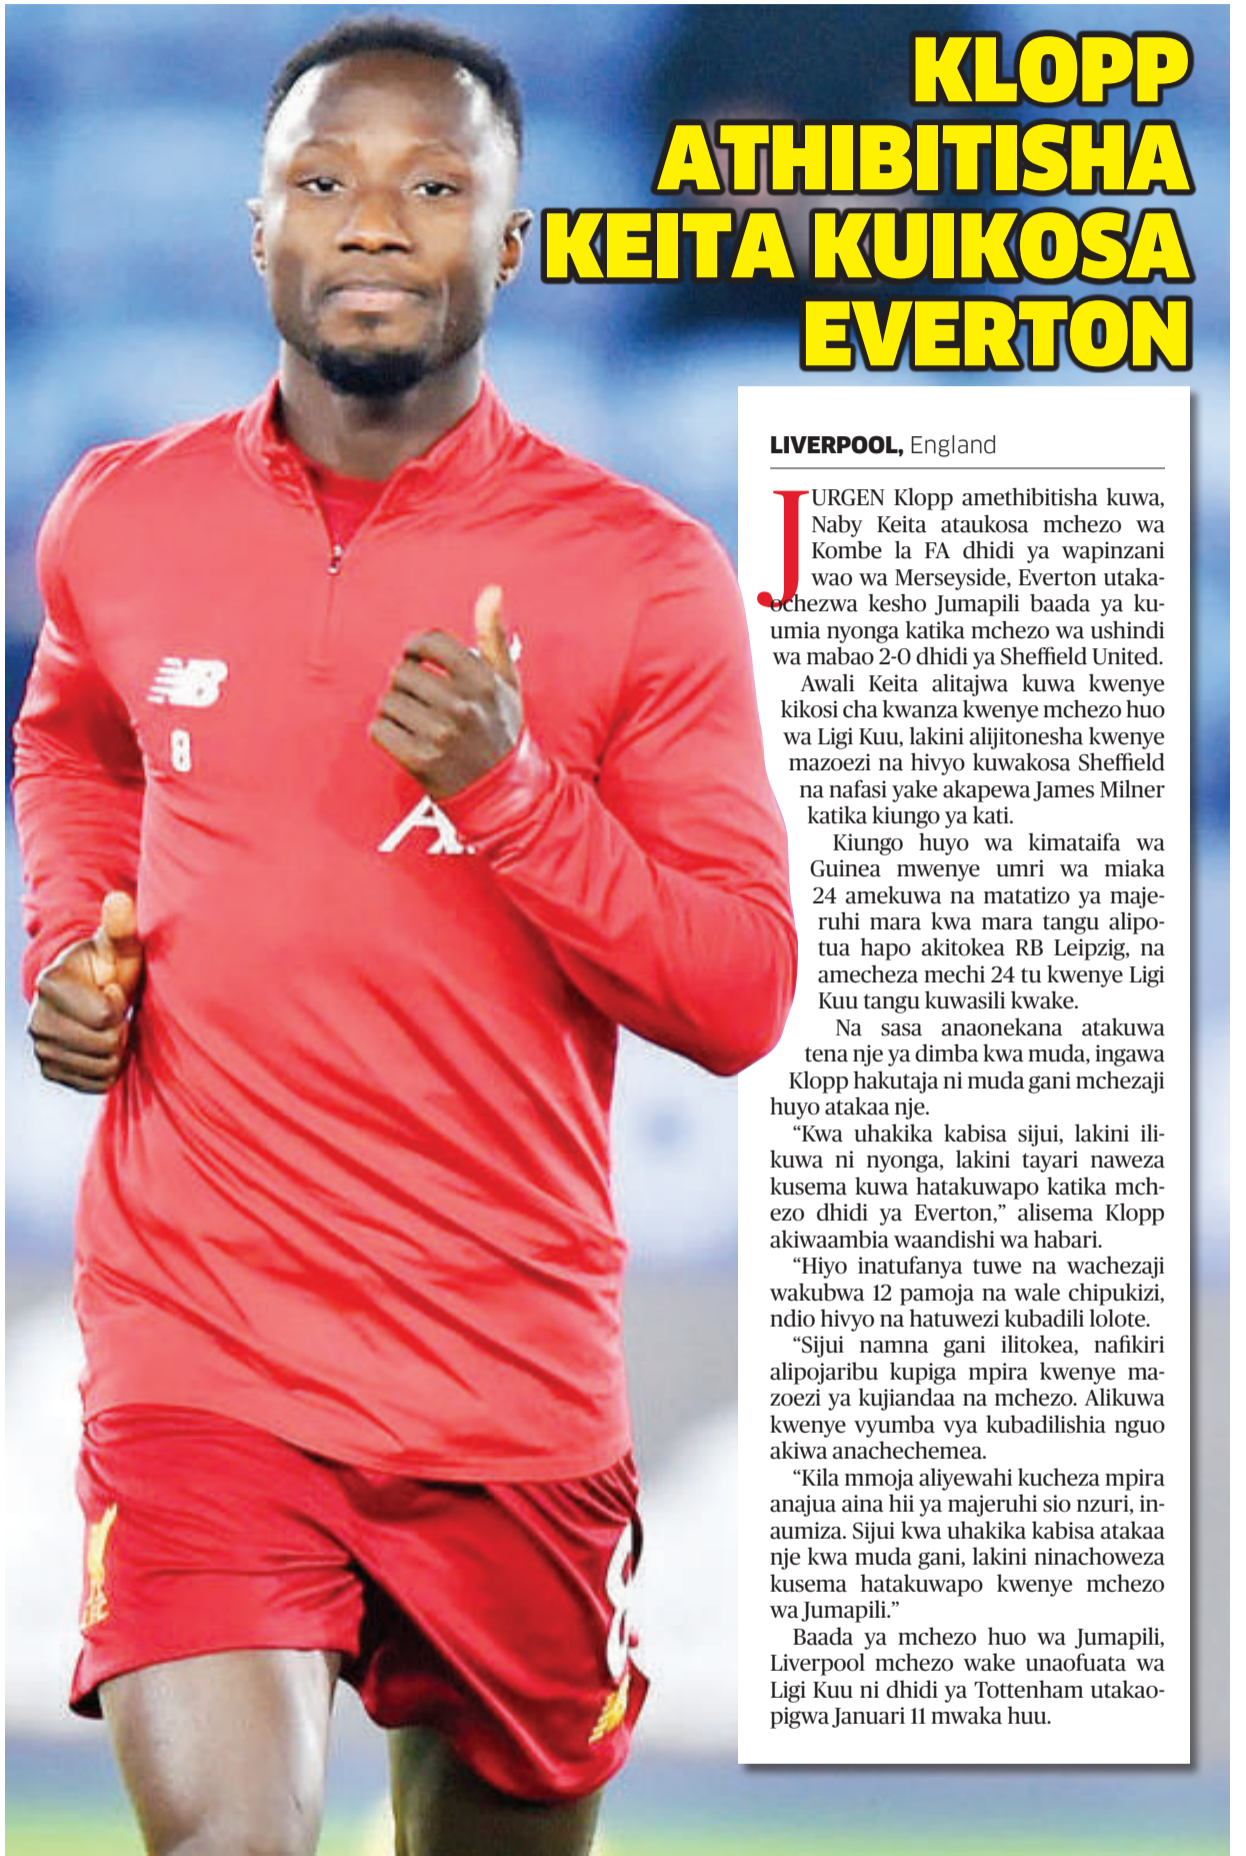 KLOPP
ATHIBITISHA
KEITA KUIKOSA
EVERTON
LIVERPOOL, England
JURGEN Klopp amethibitisha kuwa,
Naby Keita ataukosa mchezo wa
Kombe la FA dhidi ya wapinzani
wao wa Merseyside, Everton utaka-
ochezwa kesho Jumapili baada ya ku-
umia nyonga katika mchezo wa ushindi
wa mabao 2-0 dhidi ya Sheffield United.
Awali Keita alitajwa kuwa kwenye
kikosi cha kwanza kwenye mchezo huo
wa Ligi Kuu, lakini alijitonesha kwenye
mazoezi na hivyo kuwakosa Sheffield
na nafasi yake akapewa James Milner
katika kiungo ya kati.
Kiungo huyo wa kimataifa wa
Guinea mwenye umri wa miaka
24 amekuwa na matatizo ya maje-
ruhi mara kwa mara tangu alipo-
tua hapo akitokea RB Leipzig, na
amecheza mechi 24 tu kwenye Ligi
Kuu tangu kuwasili kwake.
Na sasa anaonekana atakuwa
tena nje ya dimba kwa muda, ingawa
Klopp hakutaja ni muda gani mchezaji
huyo atakaa nje.
“Kwa uhakika kabisa sijui, lakini ili-
kuwa ni nyonga, lakini tayari naweza
kusema kuwa hatakuwapo katika mch-
ezo dhidi ya Everton,” alisema Klopp
akiwaambia waandishi wa habari.
“Hiyo inatufanya tuwe na wachezaji
wakubwa 12 pamoja na wale chipukizi,
ndio hivyo na hatuwezi kubadili lolote.
“Sijui namna gani ilitokea, nafikiri
alipojaribu kupiga mpira kwenye ma-
zoezi ya kujiandaa na mchezo. Alikuwa
kwenye vyumba vya kubadilishia nguo
akiwa anachechemea.
“Kila mmoja aliyewahi kucheza mpira
anajua aina hii ya majeruhi sio nzuri, in-
aumiza. Sijui kwa uhakika kabisa atakaa
nje kwa muda gani, lakini ninachoweza
kusema hatakuwapo kwenye mchezo
wa Jumapili.”
Baada ya mchezo huo wa Jumapili,
Liverpool mchezo wake unaofuata wa
Ligi Kuu ni dhidi ya Tottenham utakao-
pigwa Januari 11 mwaka huu.
NB
8
A
8